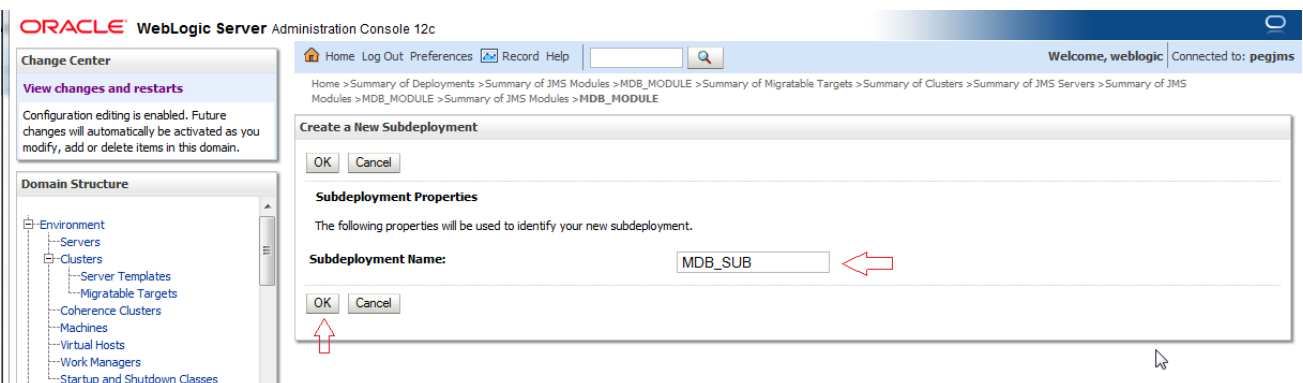 ORACLE WebLogic Server Administration Console 12c
Change Center
View changes and restarts
Configuration editing is enabled. Future
changes will automatically be activated as you
modify, add or delete items in this domain.
Domain Structure
Environment
Servers
Clusters
Server Templates
Migratable Targets
Coherence Clusters
Machines
Virtual Hosts
Work Managers
Startup and Shutdown Classes
Home Log Out Preferences Record Help
Welcome, weblogic Connected to: pegjms
Home >Summary of Deployments >Summary of JMS Modules >MDB_MODULE >Summary of Migratable Targets >Summary of Clusters >Summary of JMS Servers >Summary of JMS
Modules >MDB_MODULE >Summary of JMS Modules >MDB_MODULE
Create a New Subdeployment
OK Cancel
Subdeployment Properties
The following properties will be used to identify your new subdeployment.
Subdeployment Name: MDB_SUB
OK Cancel